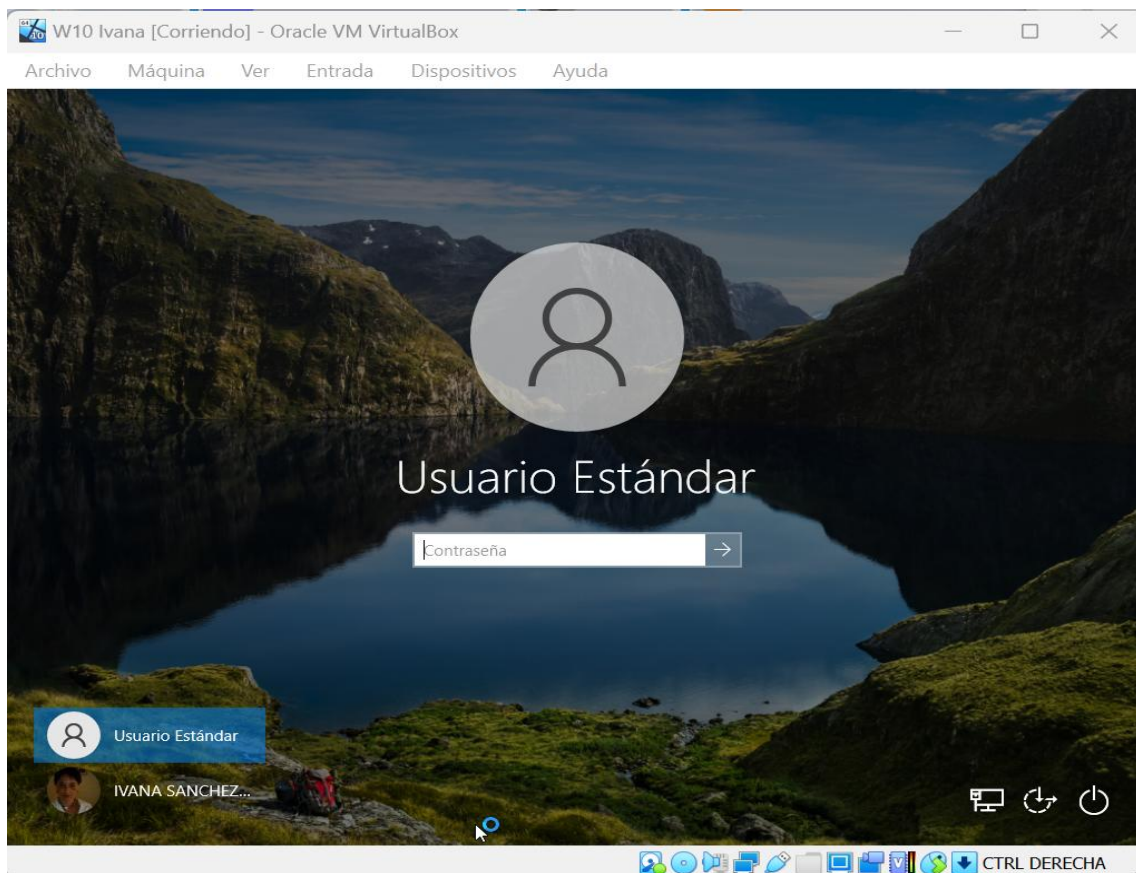 W10 Ivana [Corriendo] - Oracle VM VirtualBox
Archivo Máquina Ver Entrada Dispositivos Ayuda
Usuario Estándar
Contraseña
Usuario Estándar
IVANA SANCHEZ...
CTRL DERECHA